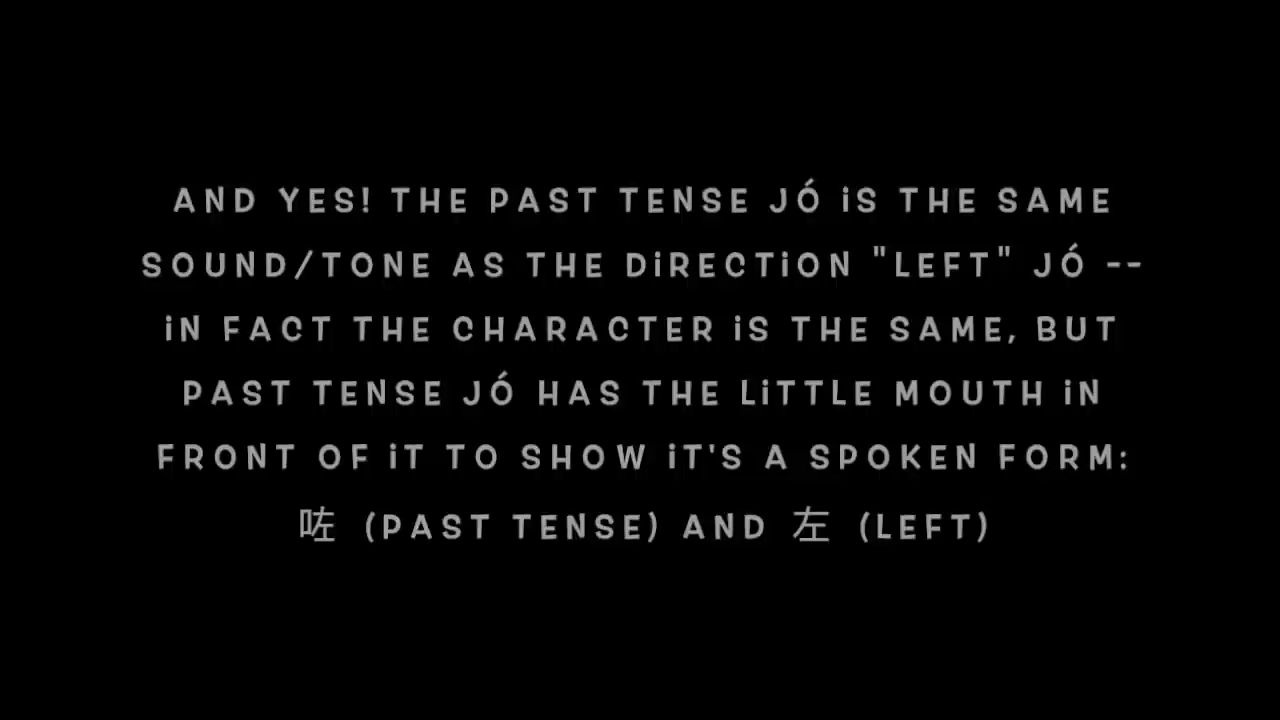 AND YES! THE PAST TENSE JÓ iS THE SAME
SOUND/TONE AS THE DiRECTiON "LEFT" JÓ --
iN FACT THE CHARACTER iS THE SAME, BUT
PAST TENSE JÓ HAS THE LiTTLE MOUTH iN
FRONT OF iT TO SHOW iT'S A SPOKEN FORM:
咗 (PAST TENSE) AND 左 (LEFT)